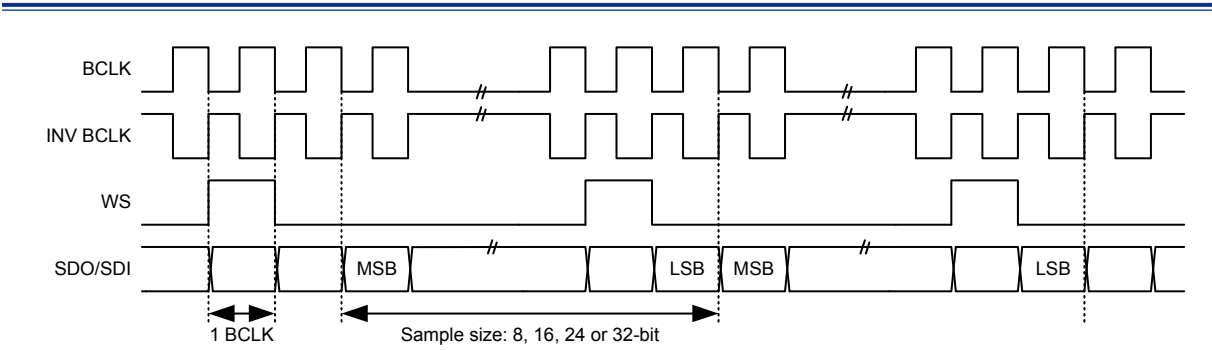 BCLK
INV BCLK
WS
SDO/SDI
MSB
LSB
MSB
LSB
1 BCLK
Sample size: 8, 16, 24 or 32-bit